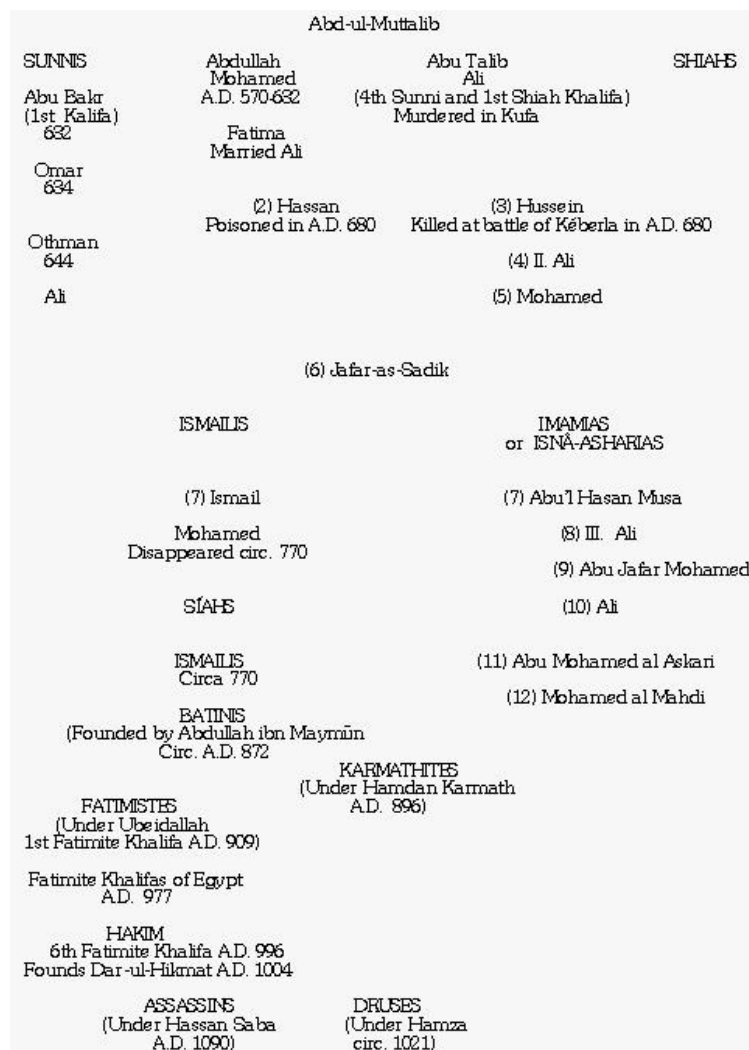 Abd-ul-Muttalib
SUNNIS Abdullah Abu Talib SHIAHS
Mohamed Ali
Abu Bakr A.D. 570-632 (4th Sunni and 1st Shiah Khalifa)
(1st Kalifa) Murdered in Kufa
632 Fatima
Married Ali
Omar
634
(2) Hassan (3) Hussein
Poisoned in A.D. 680 Killed at battle of Kéberla in A.D. 680
Othman
644 (4) II. Ali
Ali (5) Mohamed
(6) Jafar-as-Sadik
ISMAILIS IMAMIAS
or ISNÂ-ASHARIAS
(7) Ismail (7) Abu'l Hasan Musa
Mohamed (8) III. Ali
Disappeared circ. 770
(9) Abu Jafar Mohamed
SÍAHS (10) Ali
ISMAILIS (11) Abu Mohamed al Askari
Circa 770
(12) Mohamed al Mahdi
BATINIS
(Founded by Abdullah ibn Maymūn
Circ. A.D. 872
KARMATHITES
(Under Hamdan Karmath
FATIMISTES A.D. 896)
(Under Ubeidallah
1st Fatimite Khalifa A.D. 909)
Fatimite Khalifas of Egypt
A.D. 977
HAKIM
6th Fatimite Khalifa A.D. 996
Founds Dar-ul-Hikmat A.D. 1004
ASSASSINS DRUSES
(Under Hassan Saba (Under Hamza
A.D. 1090) circ. 1021)